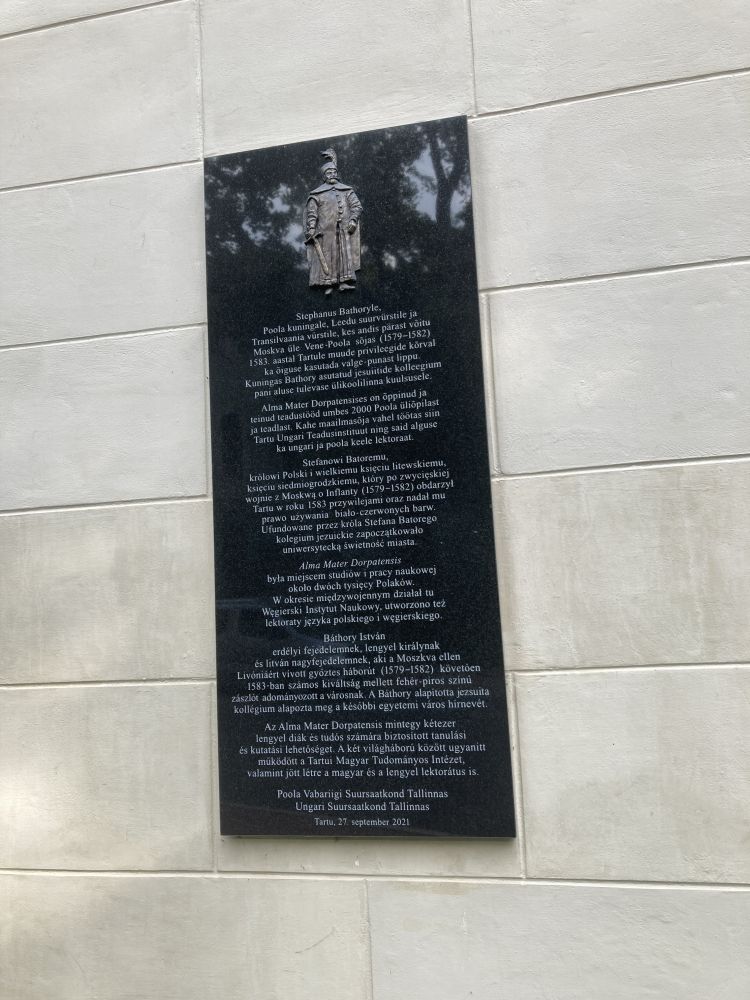 Stephanus Bathoryle,
Poola kuningale, Leedu suurvürstile ja
Transilvaania vürstile, kes andis pärast võitu
Moskva üle Vene-Poola sõjas (1579–1582)
1583. aastal Tartule muude privileegide kõrval
ka õiguse kasutada valge-punast lippu.
Kuningas Bathory asutatud jesuiitide kolleegium
pani aluse tulevase ülikoolilinna kuulsusele.
Alma Mater Dorpatensises on õppinud ja
teinud teadustööd umbes 2000 Poola üliõpilast
ja teadlast. Kahe maailmasõja vahel töötas siin
Tartu Ungari Teadusinstituut ning said alguse
ka ungari ja poola keele lektoraat.
Stefanowi Batoremu,
królowi Polski i wielkiemu księciu litewskiemu,
księciu siedmiogrodzkiemu, który po zwycięskiej
wojnie z Moskwą o Inflanty (1579–1582) obdarzył
Tartu w roku 1583 przywilejami oraz nadał mu
prawo używania biało-czerwonych barw.
Ufundowane przez króla Stefana Batorego
kolegium jezuickie zapoczątkowało
uniwersytecką świetność miasta.
Alma Mater Dorpatensis
była miejscem studiów i pracy naukowej
około dwóch tysięcy Polaków.
W okresie międzywojennym działał tu
Węgierski Instytut Naukowy, utworzono też
lektoraty języka polskiego i węgierskiego.
Báthory István
erdélyi fejedelemnek, lengyel királynak
és litván nagyfejedelemnek, aki a Moszkva ellen
Livóniáért vívott győztes háborút (1579–1582) követően
1583-ban számos kiváltság mellett fehér-piros színű
zászlót adományozott a városnak. A Báthory alapította jezsuita
kollégium alapozta meg a későbbi egyetemi város hírnevét.
Az Alma Mater Dorpatensis mintegy kétezer
lengyel diák és tudós számára biztosított tanulási
és kutatási lehetőséget. A két világháború között ugyanitt
működött a Tartui Magyar Tudományos Intézet,
valamint jött létre a magyar és a lengyel lektorátus is.
Poola Vabariigi Suursaatkond Tallinnas
Ungari Suursaatkond Tallinnas
Tartu, 27. september 2021